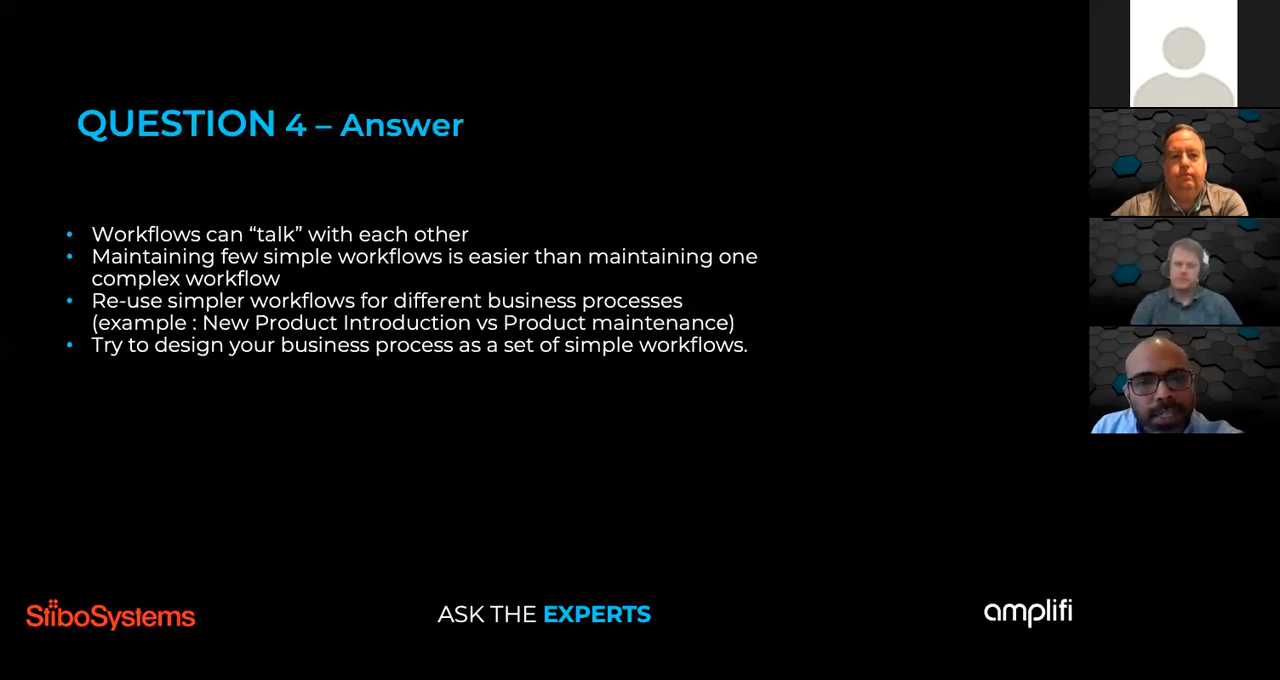 QUESTION 4 – Answer
• Workflows can “talk” with each other
• Maintaining few simple workflows is easier than maintaining one
complex workflow
• Re-use simpler workflows for different business processes
(example : New Product Introduction vs Product maintenance)
• Try to design your business process as a set of simple workflows.
StiboSystems
ASK THE EXPERTS
amplifi